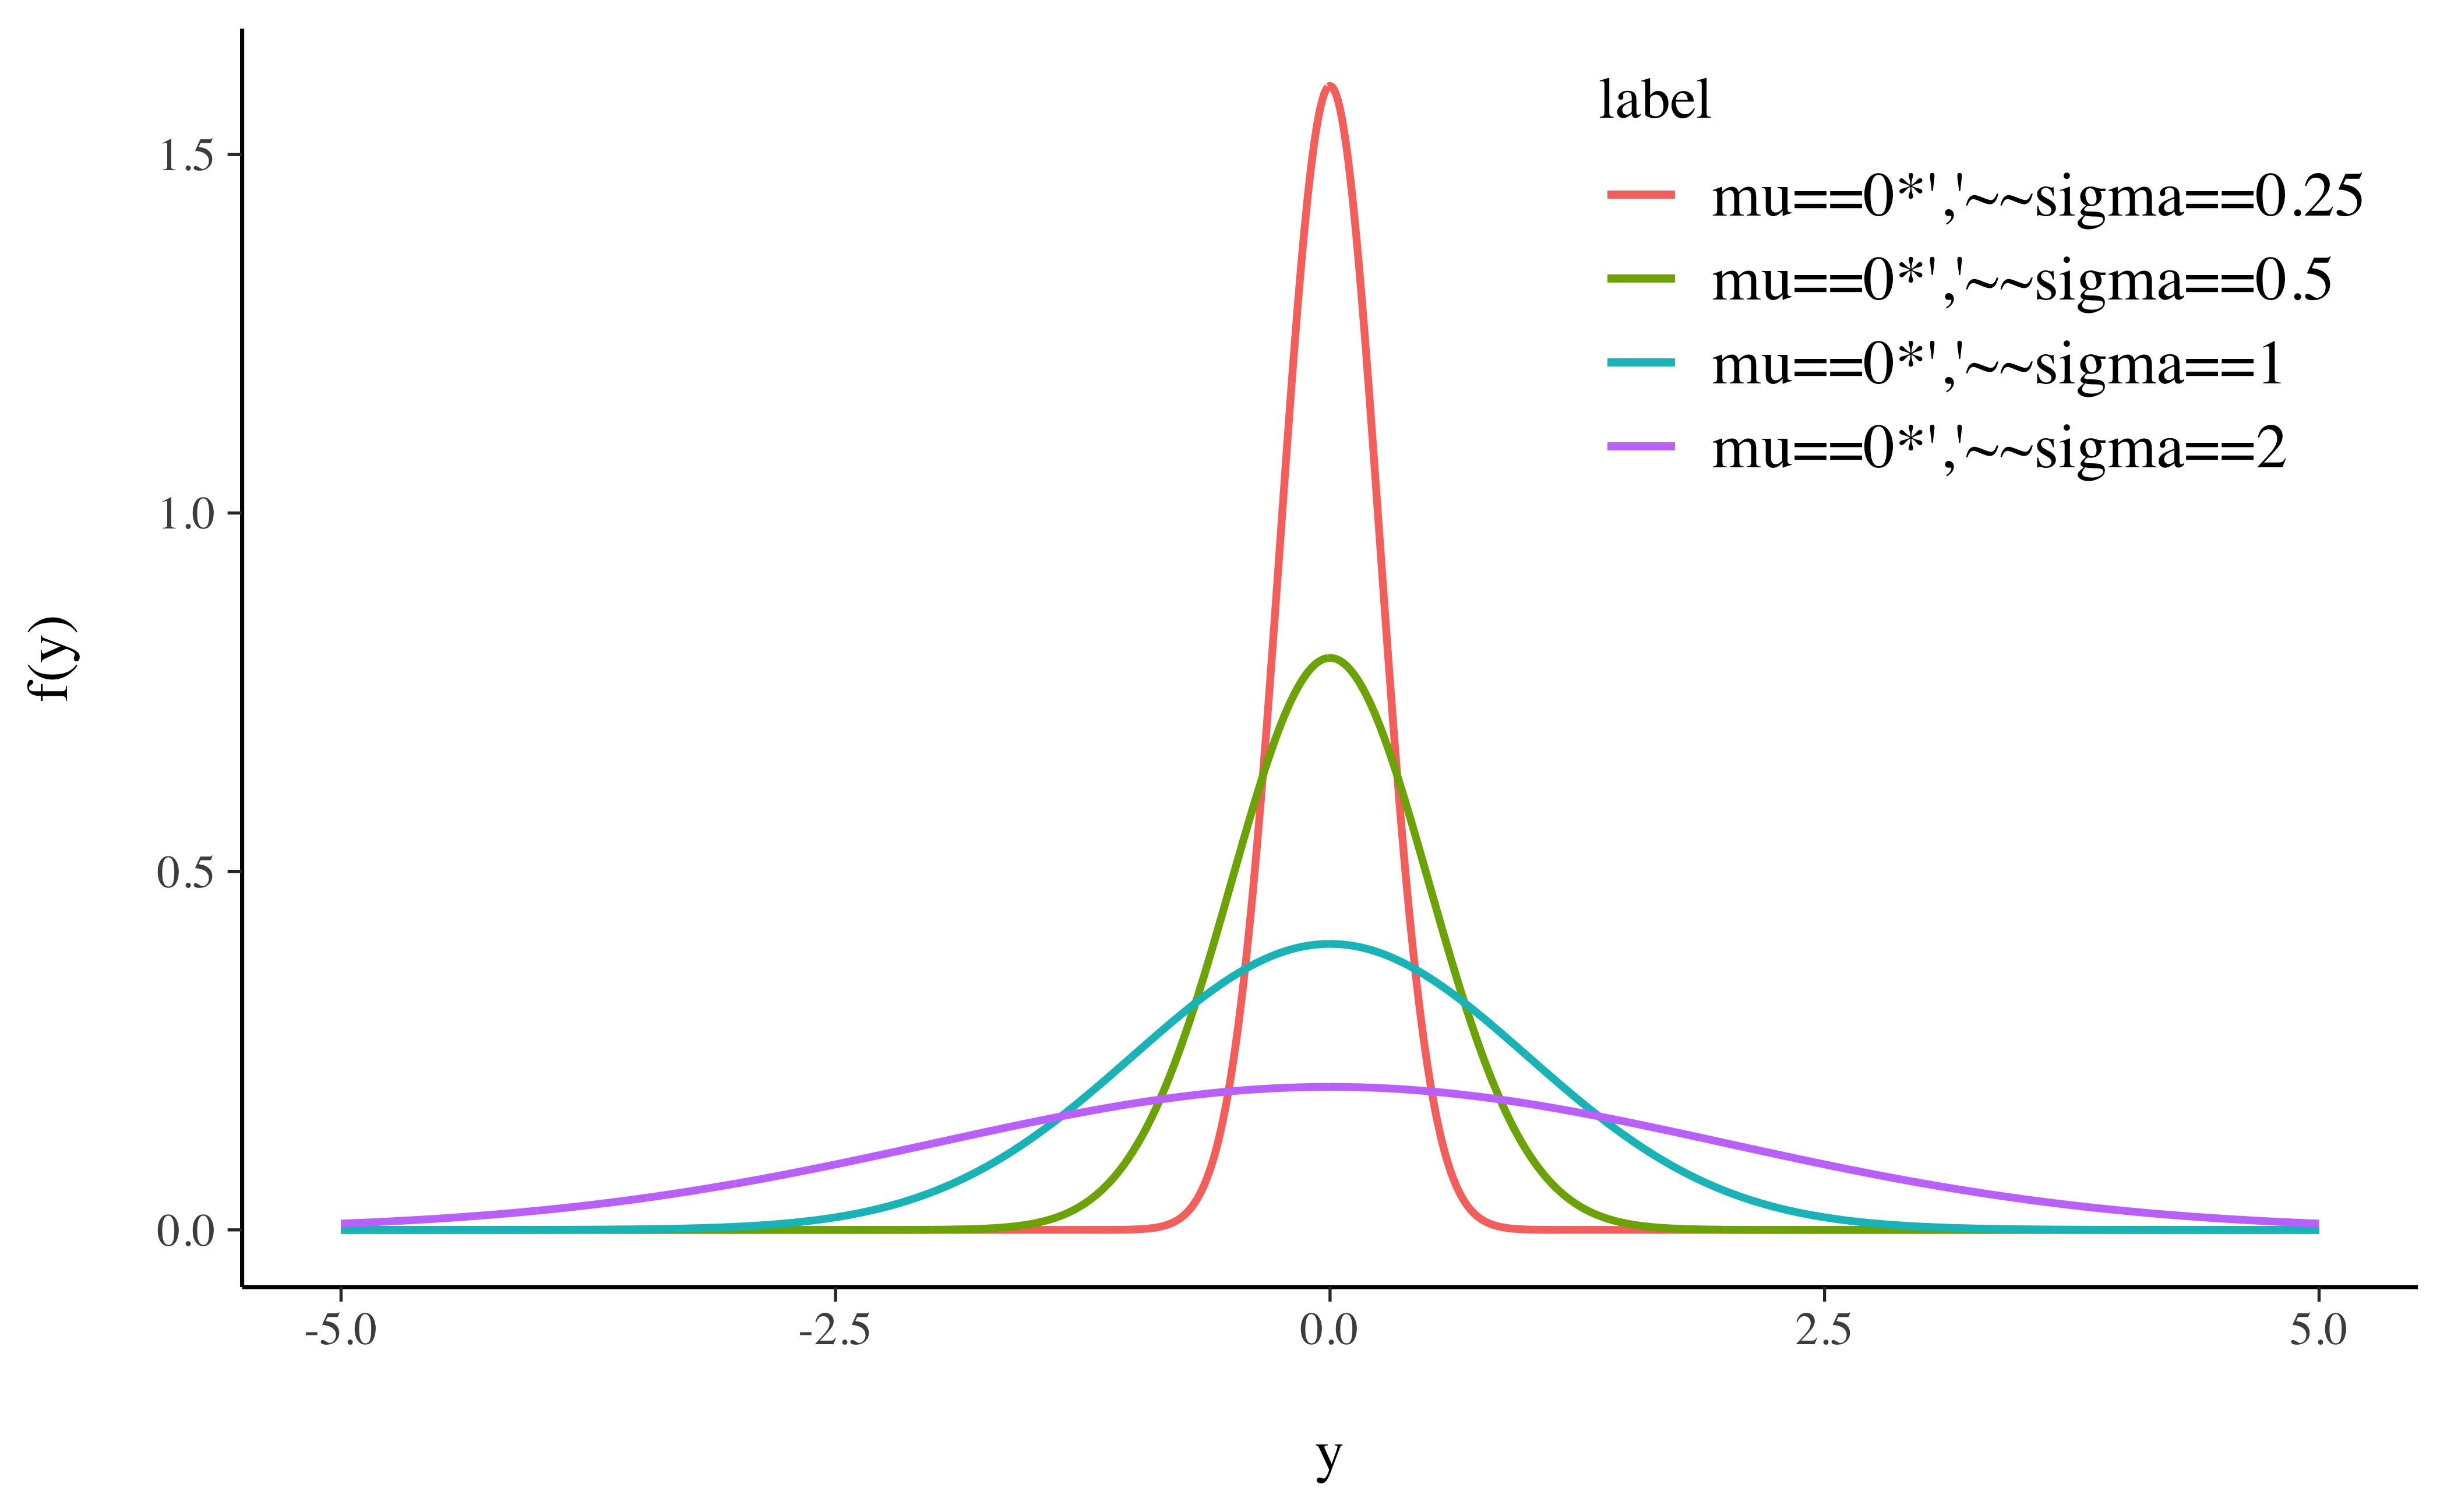 label
mu==0*','~~sigma==0.25
mu==0*','~~sigma==0.5
mu==0*','~~sigma==1
mu==0*','~~sigma==2
f(y)
1.5
1.0
0.5
0.0
-5.0 -2.5 0.0 2.5 5.0
y